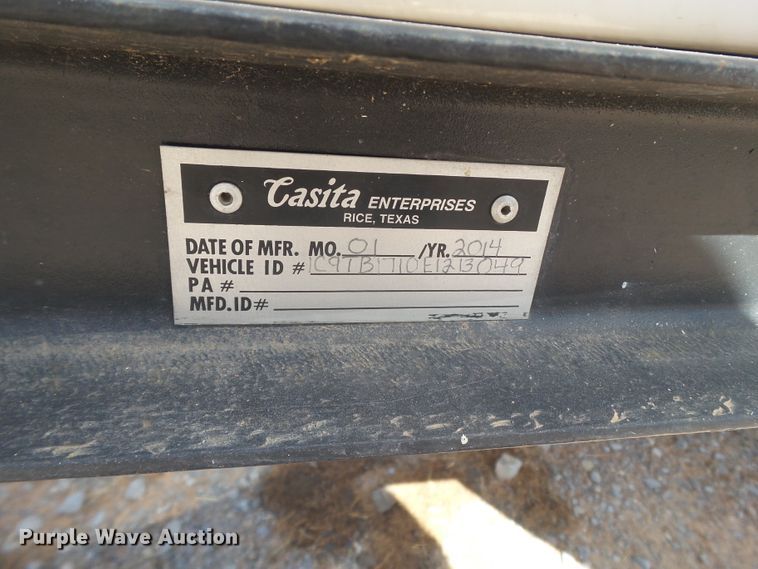 Casita ENTERPRISES
RICE, TEXAS
DATE OF MFR. MO. 01 /YR. 2014
VEHICLE ID # 1C9TB1710E1213049
PA #
MFD.ID#
Purple Wave Auction